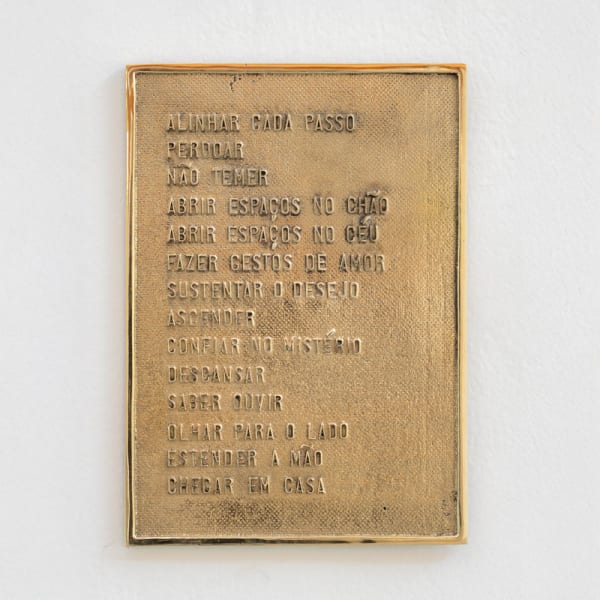 ALINHAR CADA PASSO
PERDOAR
NÃO TEMER
ABRIR ESPAÇOS NO CHÃO
ABRIR ESPAÇOS NO CÉU
FAZER GESTOS DE AMOR
SUSTENTAR O DESEJO
ASCENDER
CONFIAR NO MISTÉRIO
DESCANSAR
SABER OUVIR
OLHAR PARA O LADO
ESTENDER A MÃO
CHEGAR EM CASA